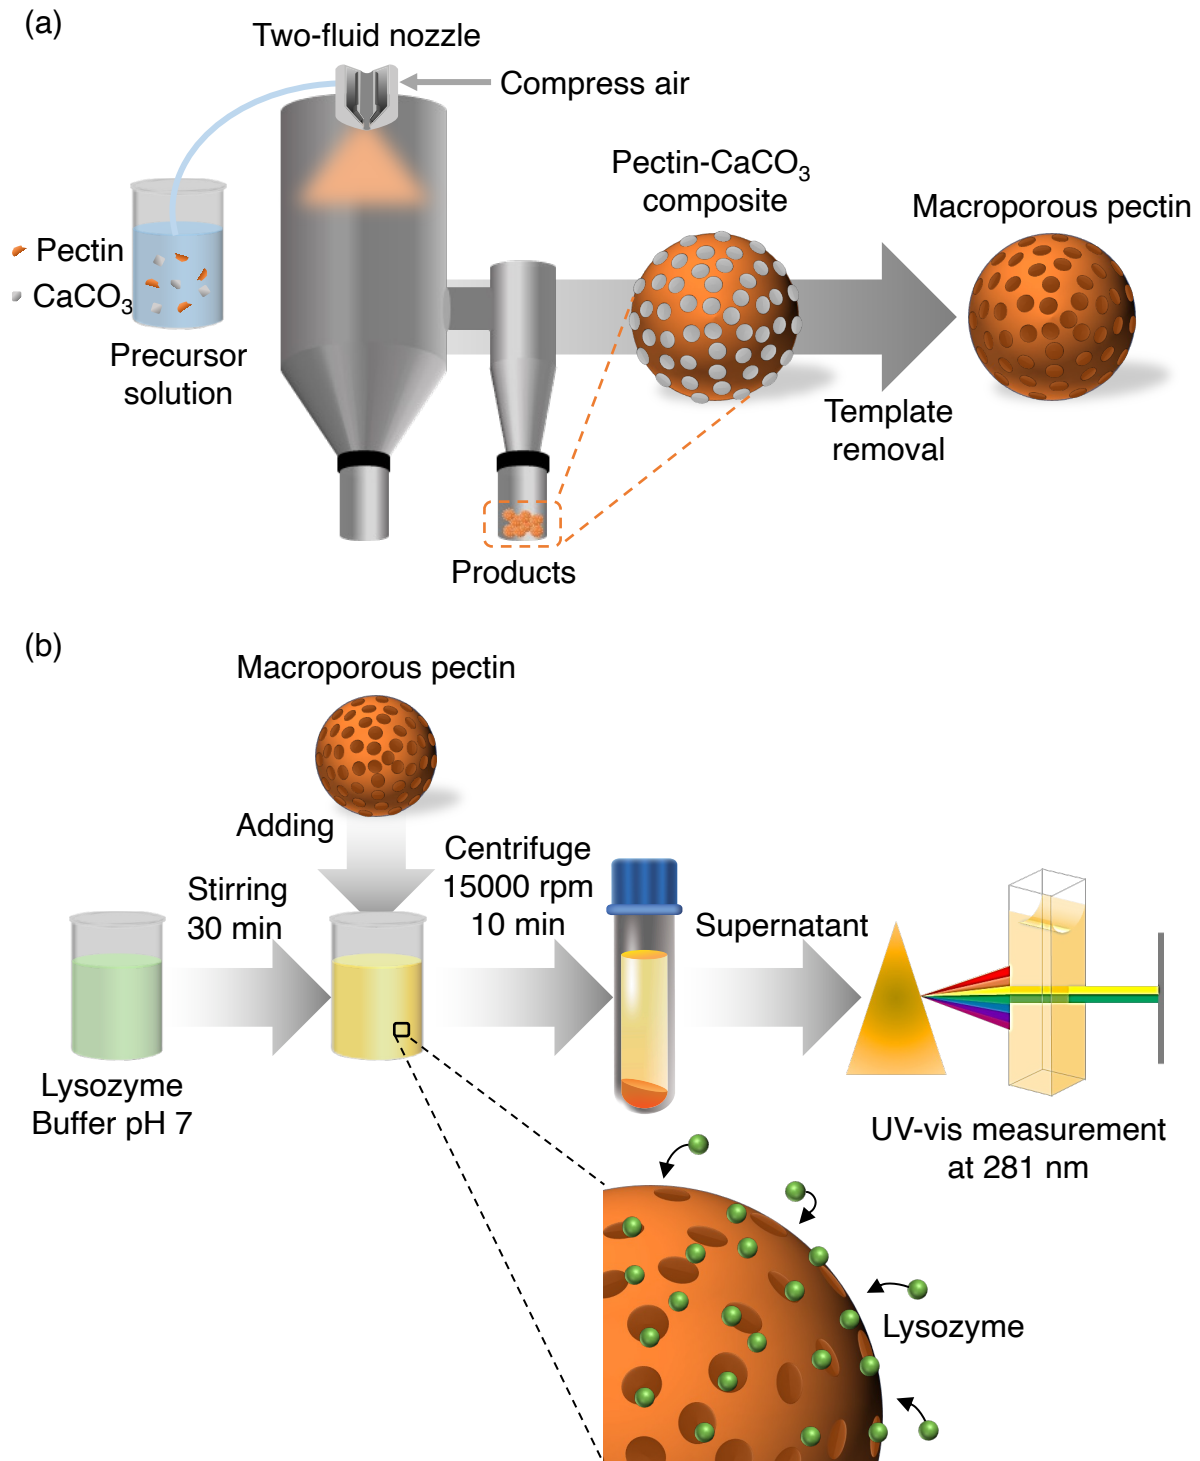 (a)
Two-fluid nozzle
Compress air
Pectin-CaCO₃
composite
Macroporous pectin
Pectin
CaCO₃
Precursor
solution
Template
removal
Products
(b)
Macroporous pectin
Adding
Centrifuge
15000 rpm
10 min
Stirring
30 min
Supernatant
Lysozyme
Buffer pH 7
UV-vis measurement
at 281 nm
Lysozyme